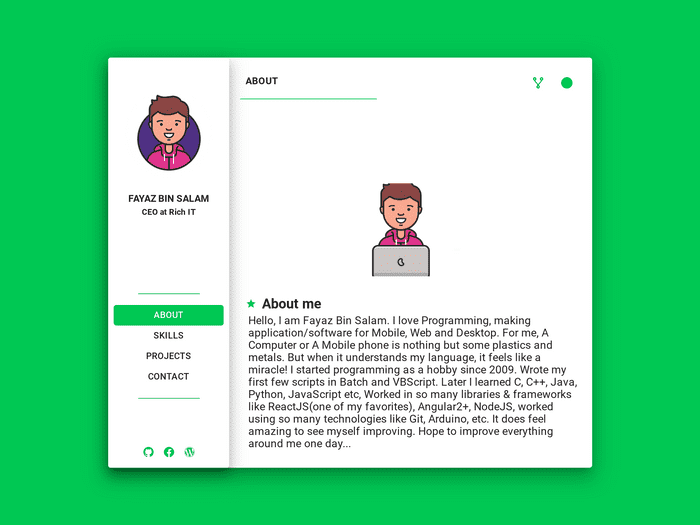 ABOUT
FAYAZ BIN SALAM
CEO at Rich IT
ABOUT
SKILLS
PROJECTS
CONTACT
About me
Hello, I am Fayaz Bin Salam. I love Programming, making
application/software for Mobile, Web and Desktop. For me, A
Computer or A Mobile phone is nothing but some plastics and
metals. But when it understands my language, it feels like a
miracle! I started programming as a hobby since 2009. Wrote my
first few scripts in Batch and VBScript. Later I learned C, C++, Java,
Python, JavaScript etc, Worked in so many libraries & frameworks
like ReactJS(one of my favorites), Angular2+, NodeJS, worked
using so many technologies like Git, Arduino, etc. It does feel
amazing to see myself improving. Hope to improve everything
around me one day...